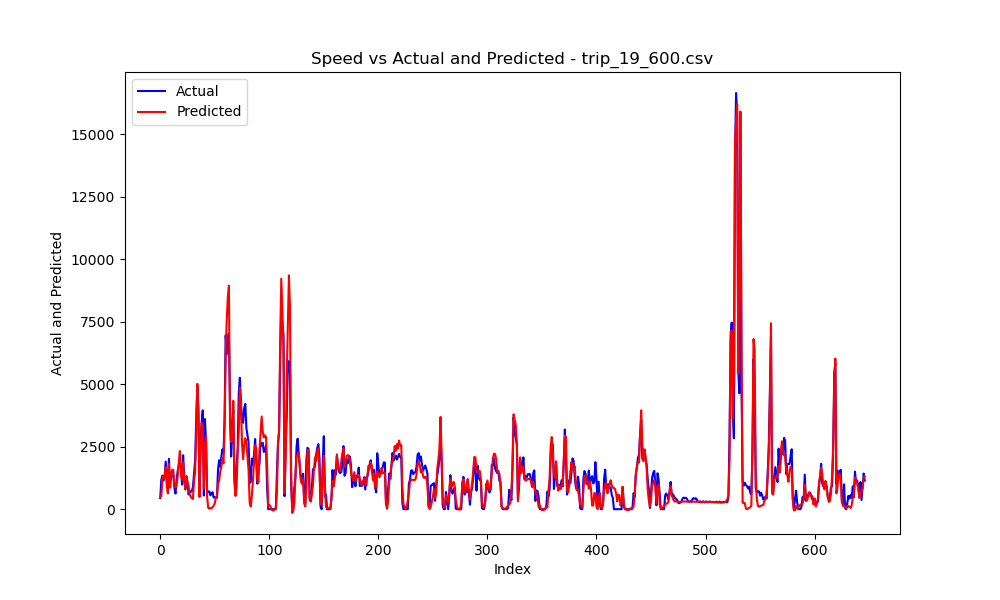 Speed vs Actual and Predicted - trip_19_600.csv
Actual
Predicted
15000
12500
10000
7500
5000
2500
0
Actual and Predicted
0 100 200 300 400 500 600
Index